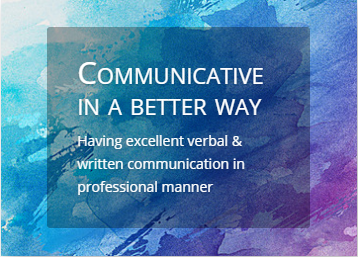 Communicative
in a better way
Having excellent verbal &
written communication in
professional manner